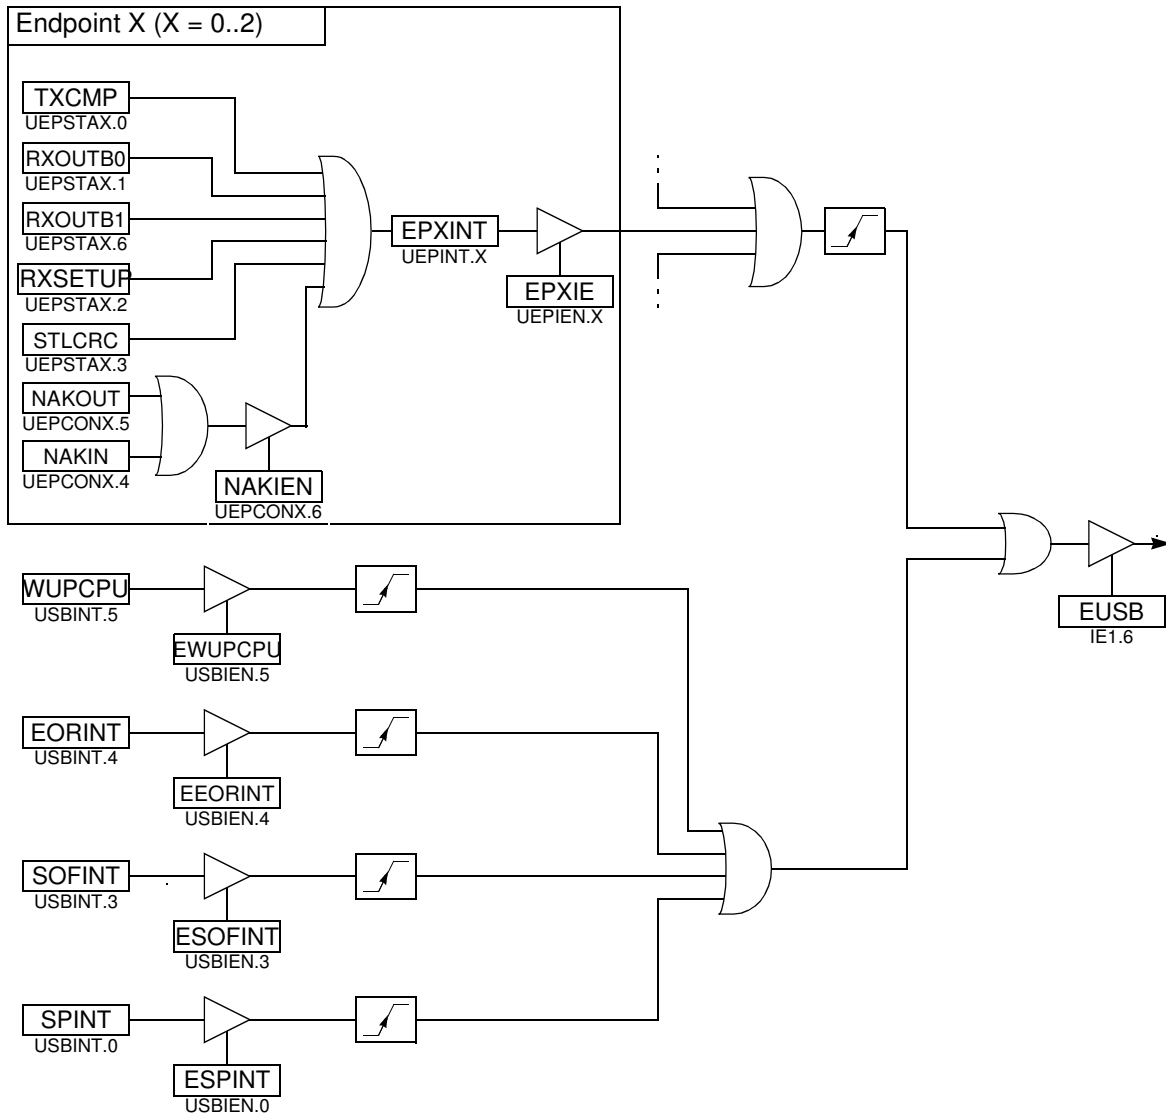 Endpoint X (X = 0..2)
TXCMP
UEPSTAX.0
RXOUTB0
UEPSTAX.1
RXOUTB1
UEPSTAX.6
RXSETUP
UEPSTAX.2
STLCRC
UEPSTAX.3
NAKOUT
UEPCONX.5
NAKIN
UEPCONX.4
NAKIEN
UEPCONX.6
EPXINT
UEPINT.X
EPXIE
UEPIEN.X
WUPCPU
USBINT.5
EWUPCPU
USBIEN.5
EUSB
IE1.6
EORINT
USBINT.4
EEORINT
USBIEN.4
SOFINT
USBINT.3
ESOFINT
USBIEN.3
SPINT
USBINT.0
ESPINT
USBIEN.0